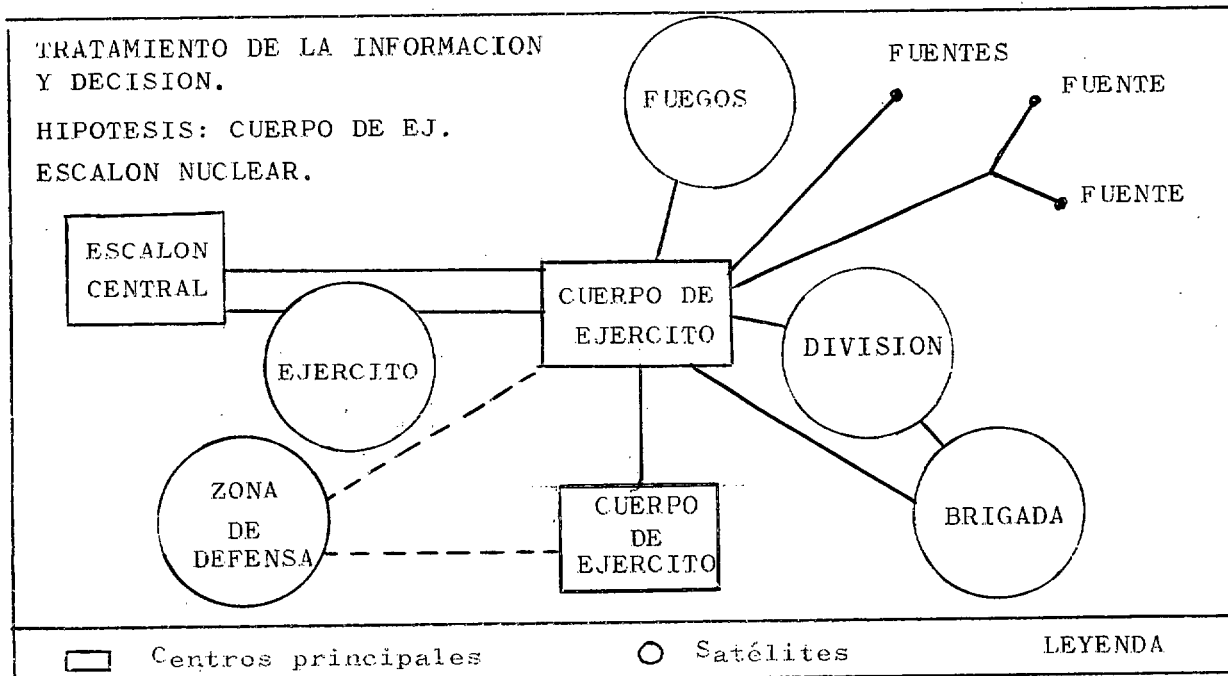 TRATAMIENTO DE LA INFORMACION
Y DECISION.
HIPOTESIS: CUERPO DE EJ.
ESCALON NUCLEAR.
FUEGOS
FUENTES
FUENTE
FUENTE
ESCALON
CENTRAL
CUERPO DE
EJERCITO
EJERCITO
DIVISION
ZONA
DE
DEFENSA
CUERPO
DE
EJERCITO
BRIGADA
Centros principales
Satélites
LEYENDA